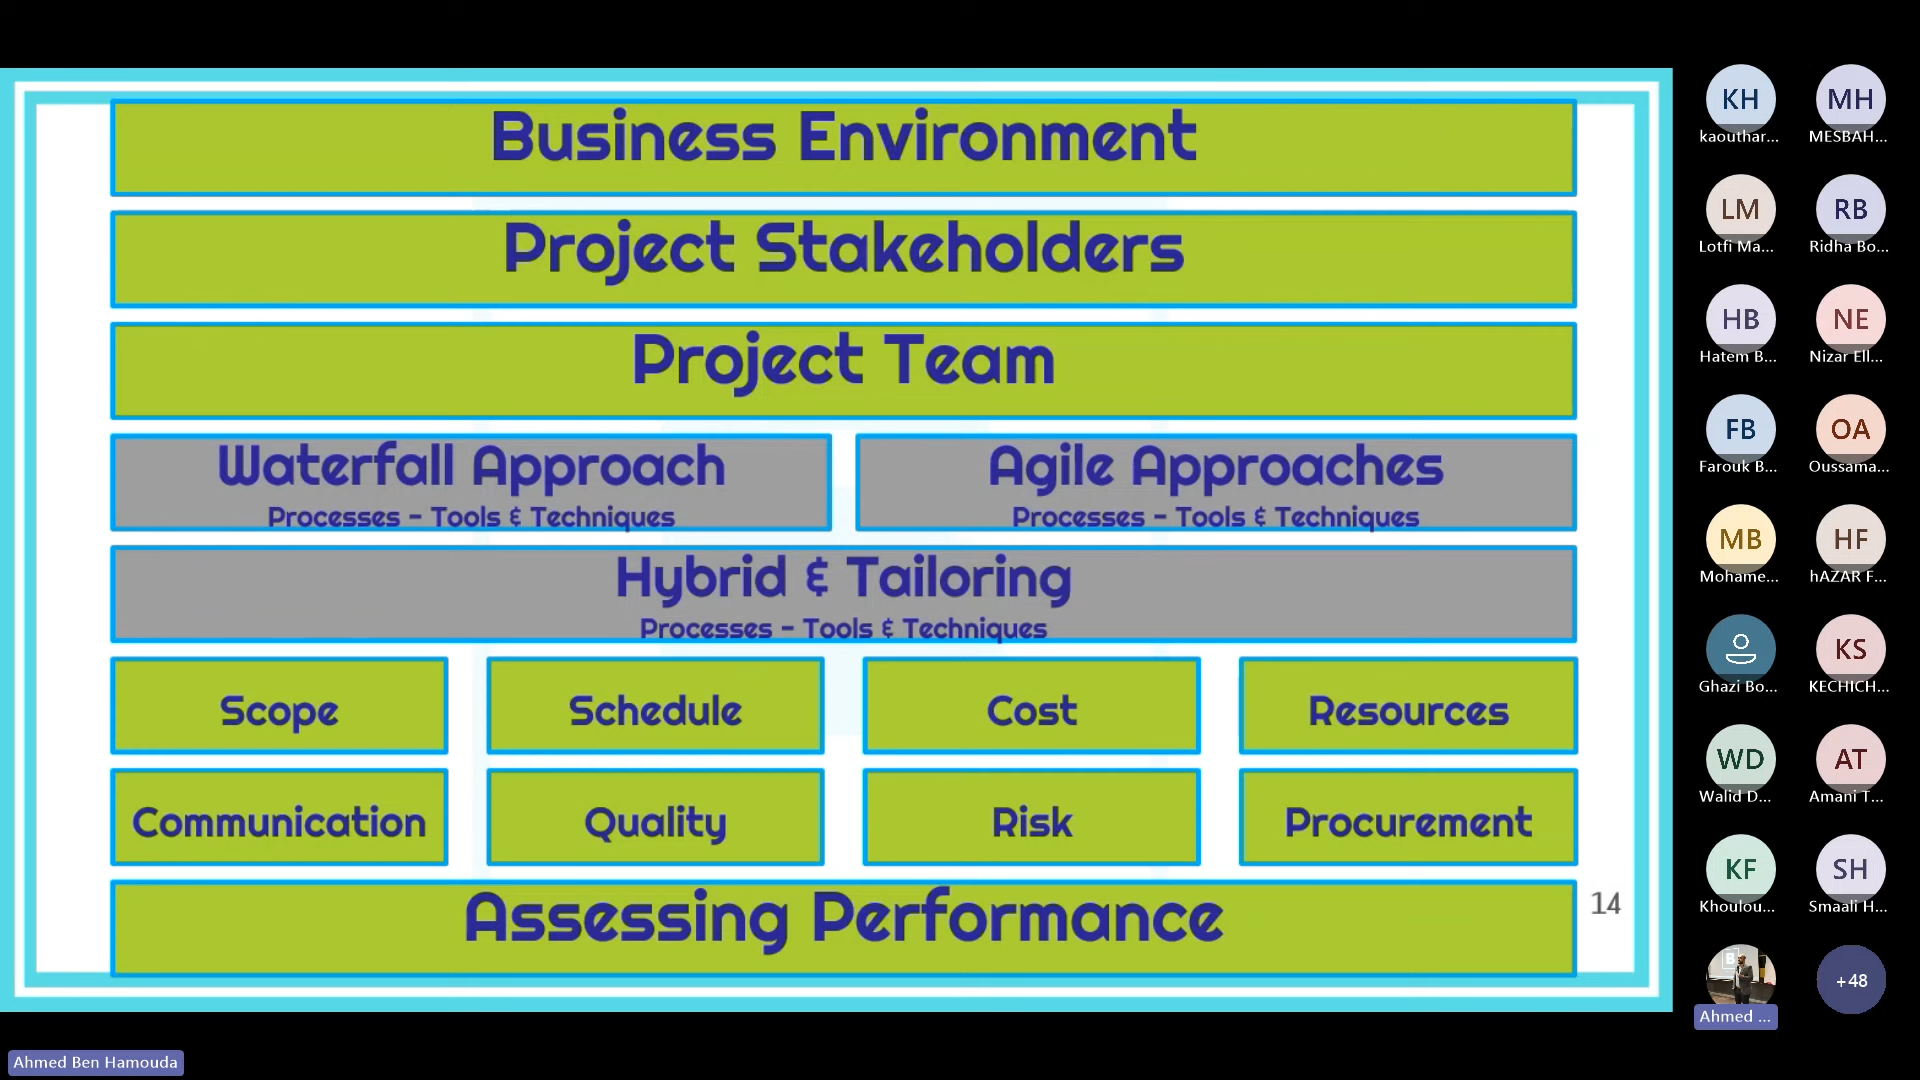 Business Environment
Project Stakeholders
Project Team
Waterfall Approach
Processes - Tools & Techniques
Agile Approaches
Processes - Tools & Techniques
Hybrid & Tailoring
Processes - Tools & Techniques
Scope
Schedule
Cost
Resources
Communication
Quality
Risk
Procurement
Assessing Performance
14
KH
kaouthar...
MH
MESBAH...
LM
Lotfi Ma...
RB
Ridha Bo...
HB
Hatem B...
NE
Nizar Ell...
FB
Farouk B...
OA
Oussama...
MB
Mohame...
HF
hAZAR F...
Ghazi Bo...
KS
KECHICH...
WD
Walid D...
AT
Amani T...
KF
Khoulou...
SH
Smaali H...
B
Ahmed ...
+48
Ahmed Ben Hamouda